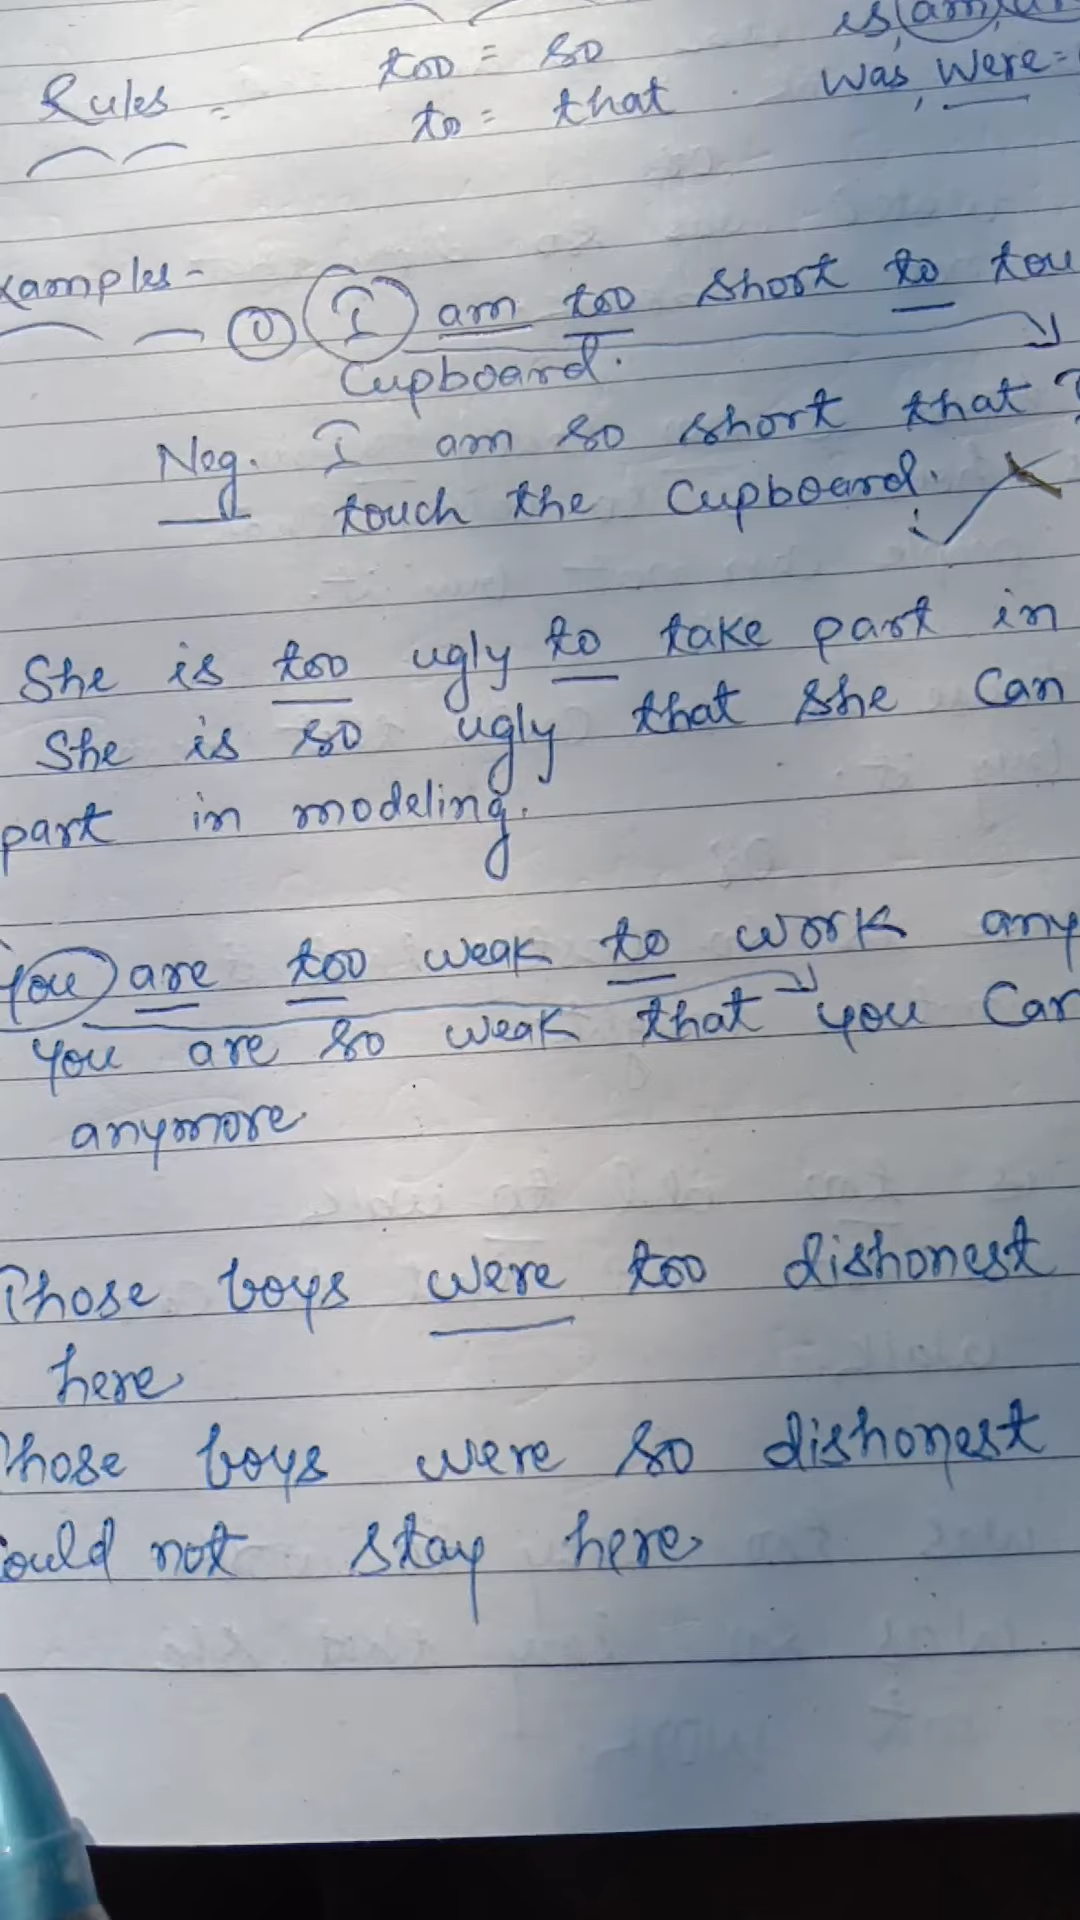 is, am, are
Rules = too = so
to = that
was, were =
xamples - ① I am too short to tou
Cupboard.
Neg. I am so short that I
touch the Cupboard.
She is too ugly to take part in
She is so ugly that she Can
part in modeling.
You are too weak to work any
you are so weak that you Can
anymore
Those boys were too dishonest
here
Those boys were so dishonest
ould not stay here